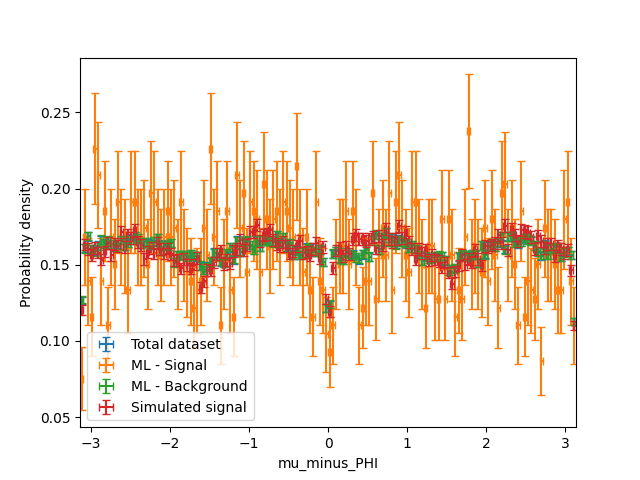 0.25
0.20
0.15
0.10
0.05
Probability density
Total dataset
ML - Signal
ML - Background
Simulated signal
−3 −2 −1 0 1 2 3
mu_minus_PHI